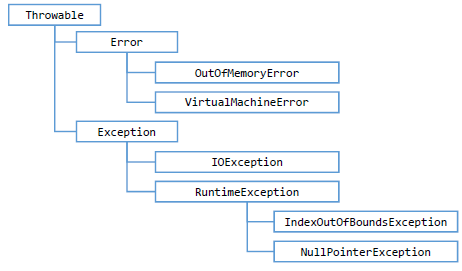 Throwable
Error
OutOfMemoryError
VirtualMachineError
Exception
IOException
RuntimeException
IndexOutOfBoundsException
NullPointerException